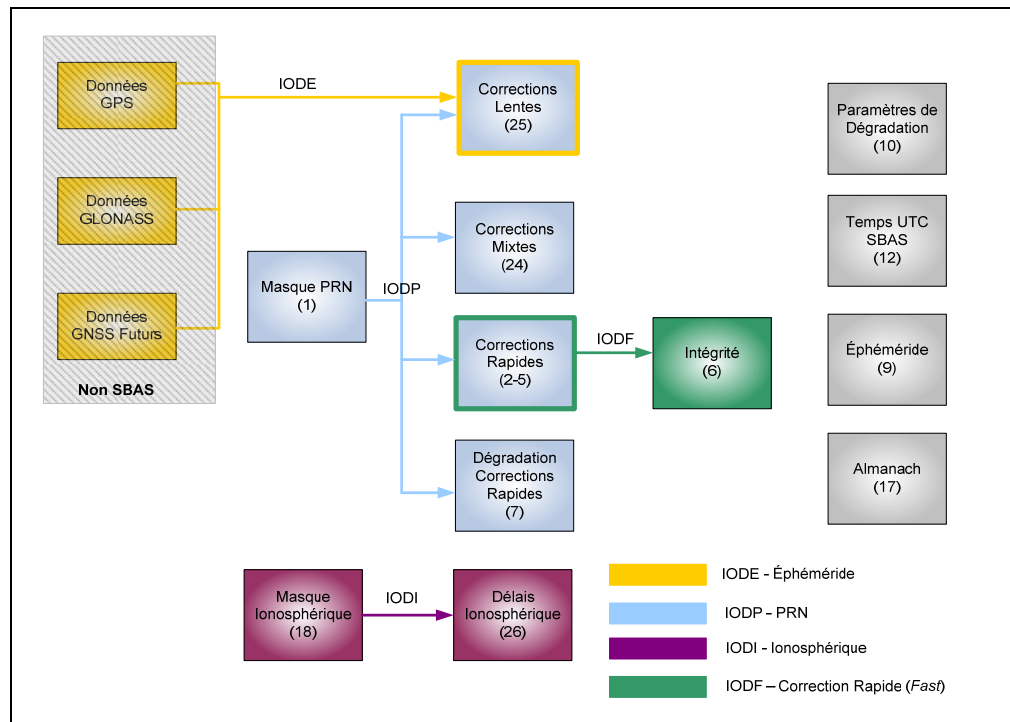 Données
GPS
Données
GLONASS
Données
GNSS Futurs
Non SBAS
IODE
Masque PRN
(1)
IODP
Corrections
Lentes
(25)
Corrections
Mixtes
(24)
Corrections
Rapides
(2-5)
IODF
Intégrité
(6)
Dégradation
Corrections
Rapides
(7)
Paramètres de
Dégradation
(10)
Temps UTC
SBAS
(12)
Éphéméride
(9)
Almanach
(17)
Masque
Ionosphérique
(18)
IODI
Délais
Ionosphérique
(26)
IODE - Éphéméride
IODP – PRN
IODI - Ionosphérique
IODF – Correction Rapide (Fast)